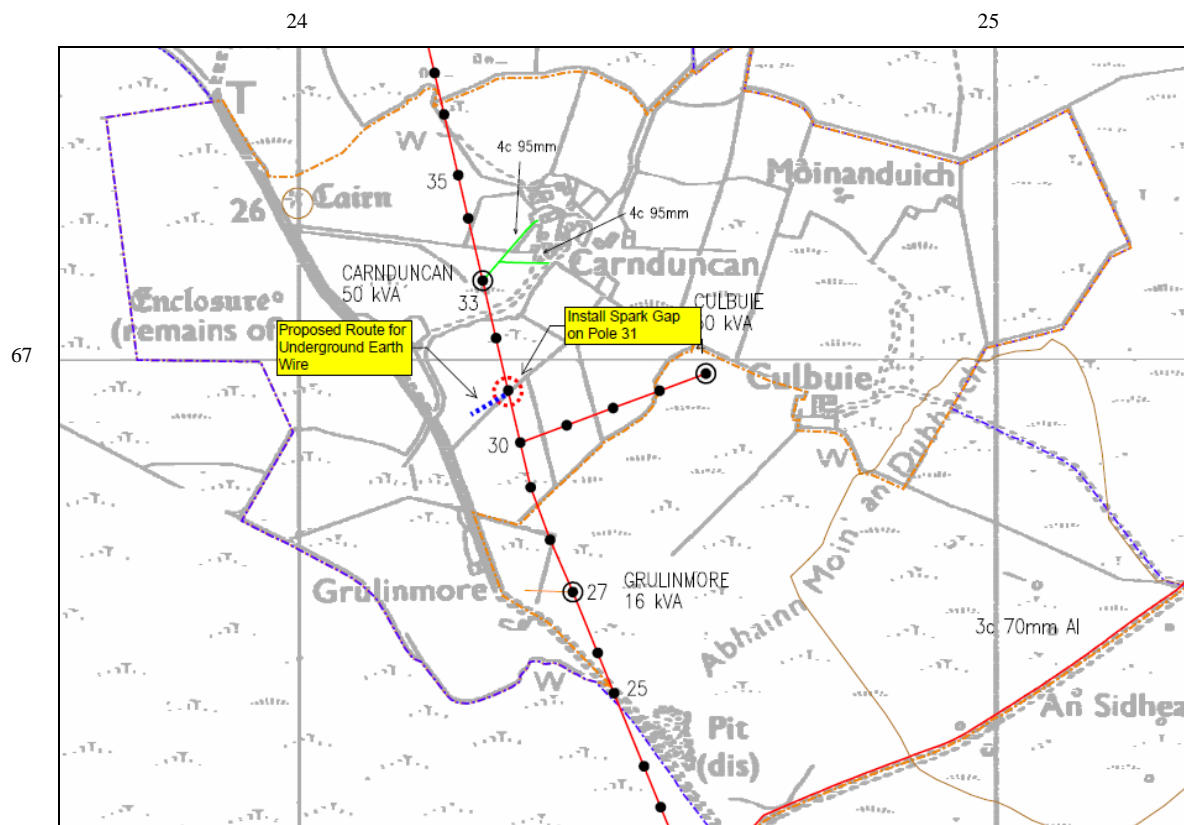 24
25
T
W
4c 95mm
35
Mòinanduich
26
Cairn
4c 95mm
Carnduncan
CARNDUNCAN
50 kVA
33
Enclosure
(remains of
CULBUIE
50 kVA
Install Spark Gap
on Pole 31
Proposed Route for
Underground Earth
Wire
67
Culbuie
30
W
Abhainn Moin an Dubhaich
Grulinmore
27
GRULINMORE
16 kVA
3c 70mm Al
W
25
An Sidhea
Pit
(dis)